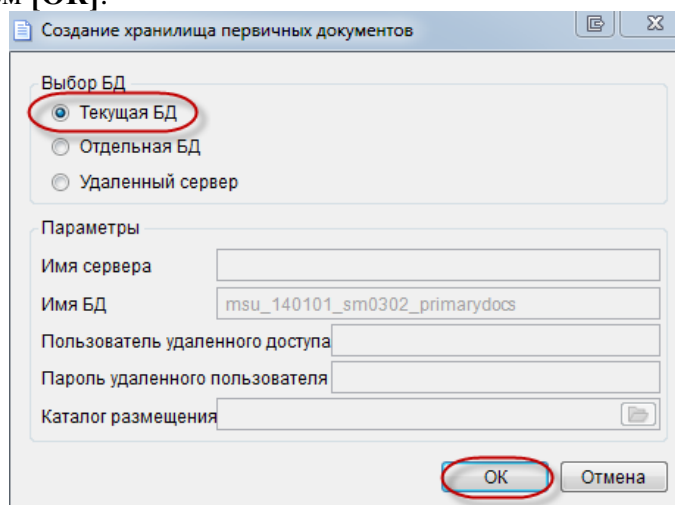 м [ОК].
Создание хранилища первичных документов
Выбор БД
Текущая БД
Отдельная БД
Удаленный сервер
Параметры
Имя сервера
Имя БД msu_140101_sm0302_primarydocs
Пользователь удаленного доступа
Пароль удаленного пользователя
Каталог размещения
ОК Отмена